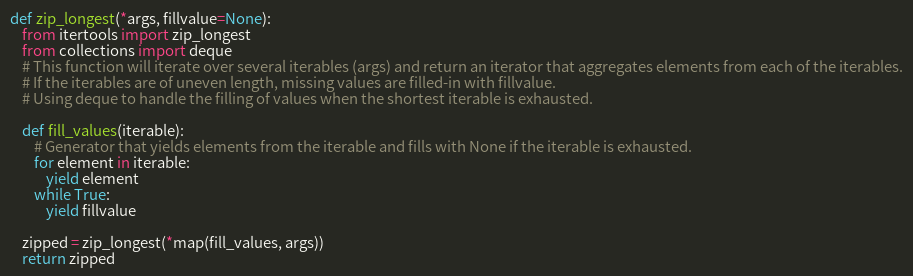 def zip_longest(*args, fillvalue=None):
    from itertools import zip_longest
    from collections import deque
    # This function will iterate over several iterables (args) and return an iterator that aggregates elements from each of the iterables.
    # If the iterables are of uneven length, missing values are filled-in with fillvalue.
    # Using deque to handle the filling of values when the shortest iterable is exhausted.

    def fill_values(iterable):
        # Generator that yields elements from the iterable and fills with None if the iterable is exhausted.
        for element in iterable:
            yield element
        while True:
            yield fillvalue

    zipped = zip_longest(*map(fill_values, args))
    return zipped